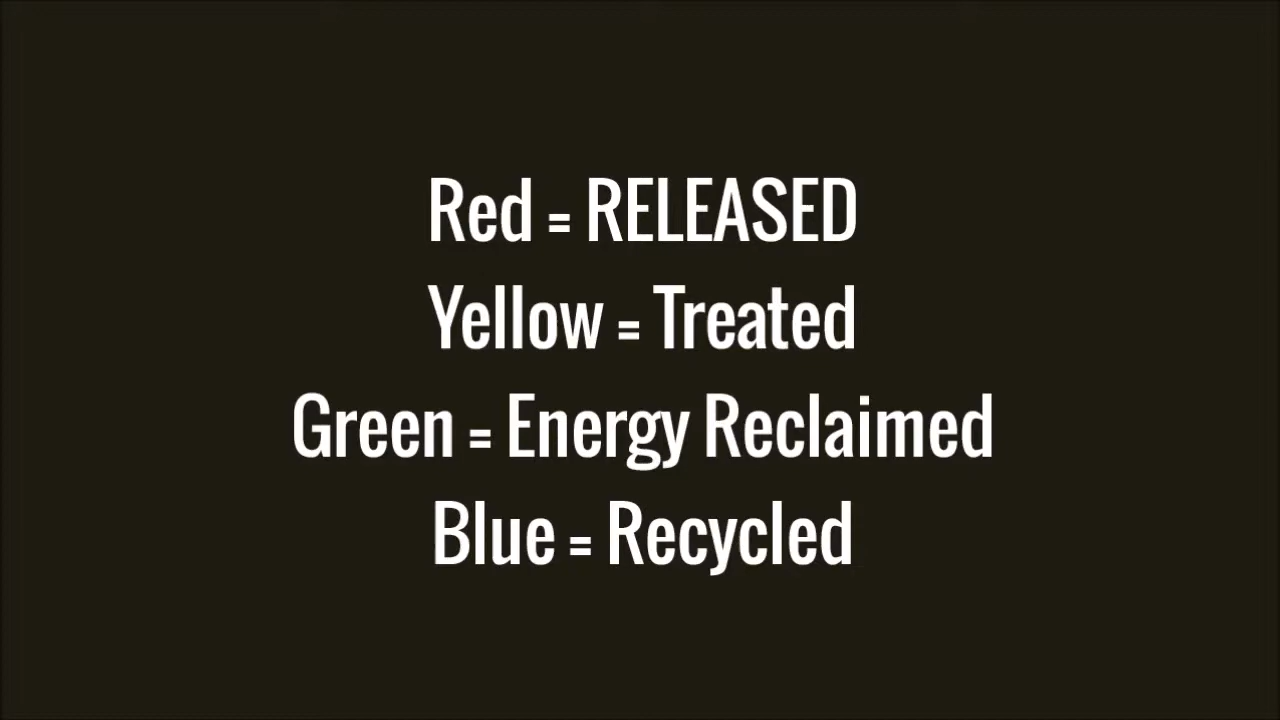 Red = RELEASED
Yellow = Treated
Green = Energy Reclaimed
Blue = Recycled